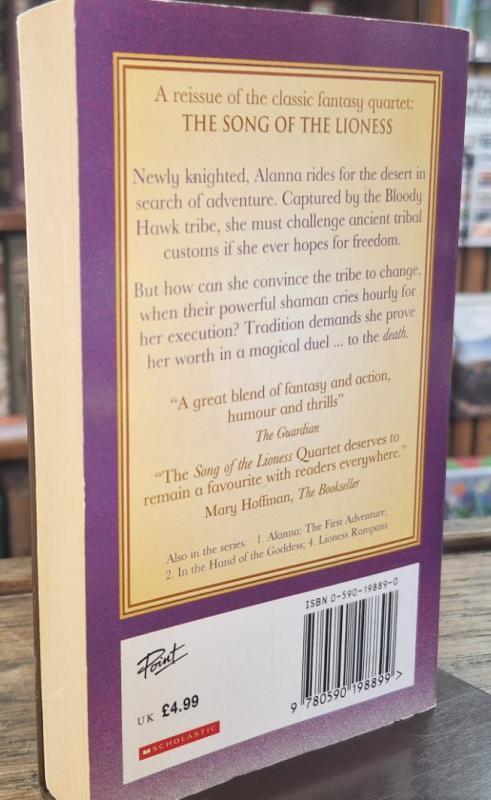 A reissue of the classic fantasy quartet:
THE SONG OF THE LIONESS
Newly knighted, Alanna rides for the desert in
search of adventure. Captured by the Bloody
Hawk tribe, she must challenge ancient tribal
customs if she ever hopes for freedom.
But how can she convince the tribe to change,
when their powerful shaman cries hourly for
her execution? Tradition demands she prove
her worth in a magical duel ... to the death.
“A great blend of fantasy and action,
humour and thrills”
The Guardian
“The Song of the Lioness Quartet deserves to
remain a favourite with readers everywhere.”
Mary Hoffman, The Bookseller
Also in the series: 1. Alanna: The First Adventure;
2. In the Hand of the Goddess; 4. Lioness Rampant
Point
UK £4.99
SCHOLASTIC
ISBN 0-590-19889-0
9 780590 198899 >